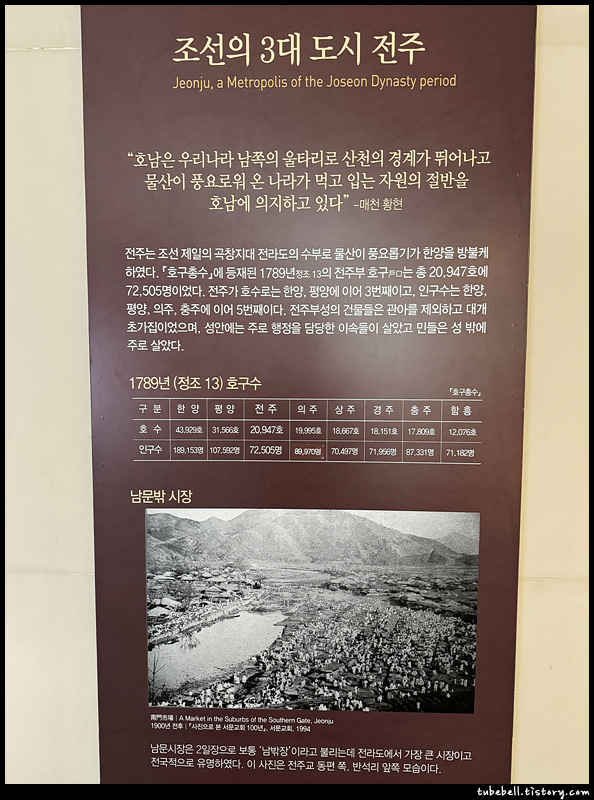 조선의 3대 도시 전주
Jeonju, a Metropolis of the Joseon Dynasty period
“호남은 우리나라 남쪽의 울타리로 산천의 경계가 뛰어나고
물산이 풍요로워 온 나라가 먹고 입는 자원의 절반을
호남에 의지하고 있다” -매천 황현
전주는 조선 제일의 곡창지대 전라도의 수부로 물산이 풍요롭기가 한양을 방불케
하였다. 『호구총수』에 등재된 1789년정조 13의 전주부 호구戶口는 총 20,947호에
72,505명이었다. 전주가 호수로는 한양, 평양에 이어 3번째이고, 인구수는 한양,
평양, 의주, 충주에 이어 5번째이다. 전주부성의 건물들은 관아를 제외하고 대개
초가집이었으며, 성안에는 주로 행정을 담당한 이속들이 살았고 민들은 성 밖에
주로 살았다.
1789년 (정조 13) 호구수
『호구총수』
구 분 한 양 평 양 전 주 의 주 상 주 경 주 충 주 함 흥
호 수 43,929호 31,566호 20,947호 19,995호 18,667호 18,151호 17,809호 12,076호
인구수 189,153명 107,592명 72,505명 89,970명 70,497명 71,956명 87,331명 71,182명
남문밖 시장
南門市場 | A Market in the Suburbs of the Southern Gate, Jeonju
1900년 전후 | 『사진으로 본 서문교회 100년』, 서문교회, 1994
남문시장은 2일장으로 보통 ‘남밖장’이라고 불리는데 전라도에서 가장 큰 시장이고
전국적으로 유명하였다. 이 사진은 전주교 동편 쪽, 반석리 앞쪽 모습이다.
tubebell.tistory.com